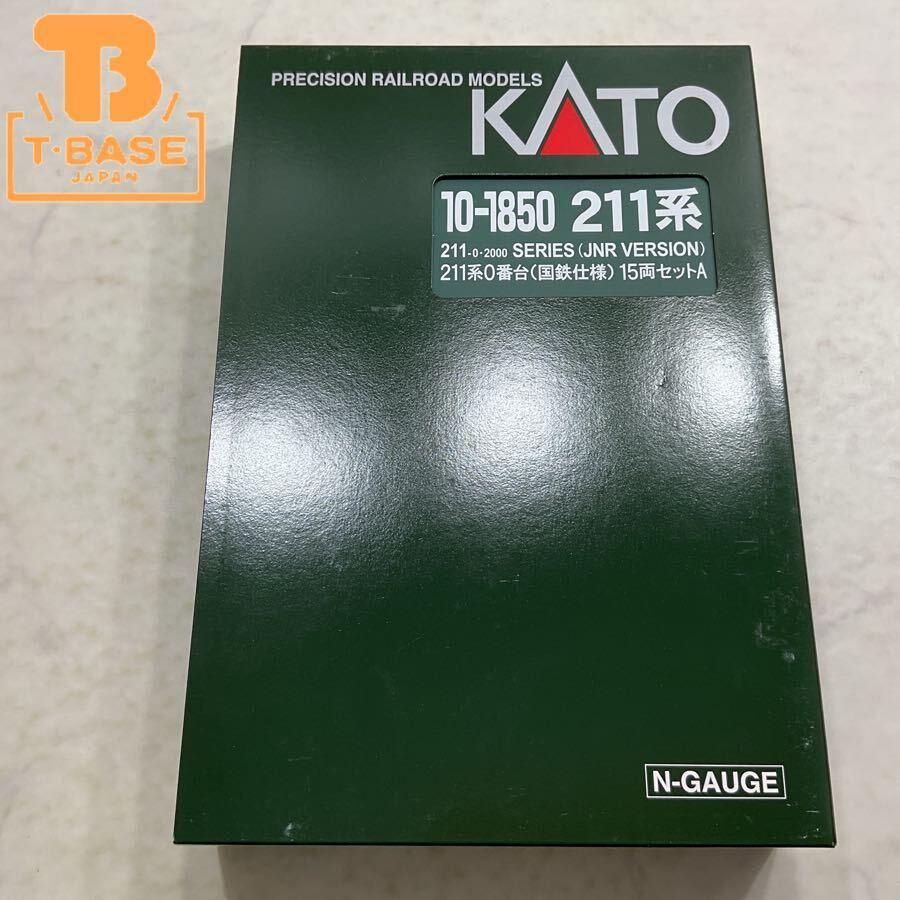 B
T•BASE
JAPAN
PRECISION RAILROAD MODELS
KATO
10-1850 211系
211-0・2000 SERIES (JNR VERSION)
211系0番台(国鉄仕様) 15両セットA
N-GAUGE